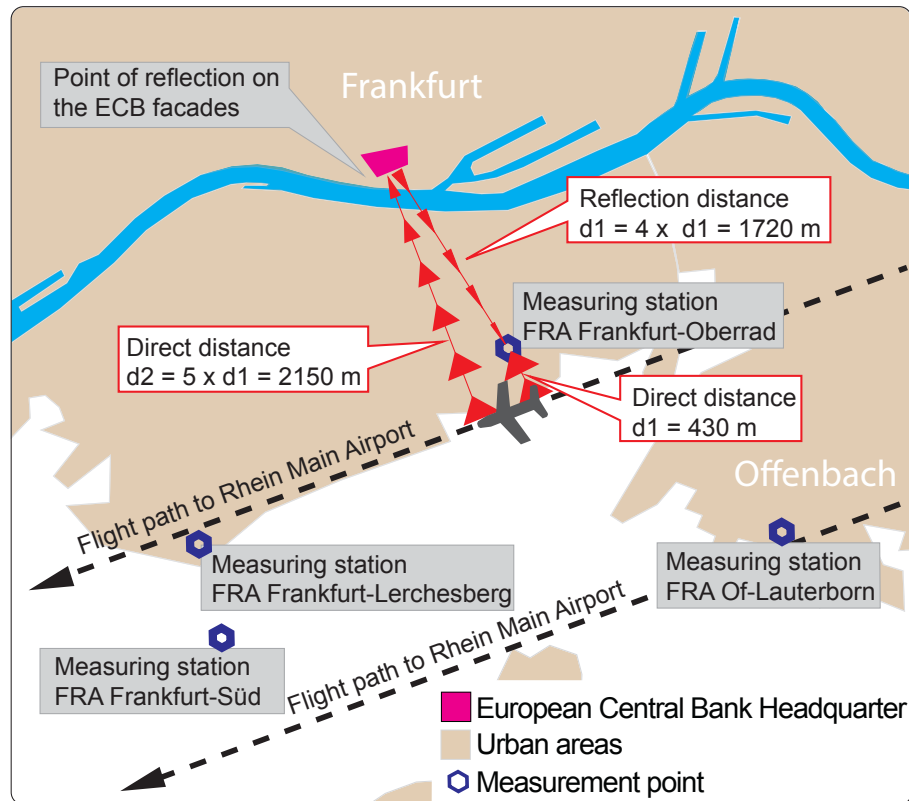 Point of reflection on
the ECB facades
Frankfurt
Reflection distance
d1 = 4 x  d1 = 1720 m
Measuring station
FRA Frankfurt-Oberrad
Direct distance
d2 = 5 x d1 = 2150 m
Direct distance
d1 = 430 m
Flight path to Rhein Main Airport
Offenbach
Measuring station
FRA Frankfurt-Lerchesberg
Measuring station
FRA Of-Lauterborn
Measuring station
FRA Frankfurt-Süd
Flight path to Rhein Main Airport
European Central Bank Headquarter
Urban areas
Measurement point